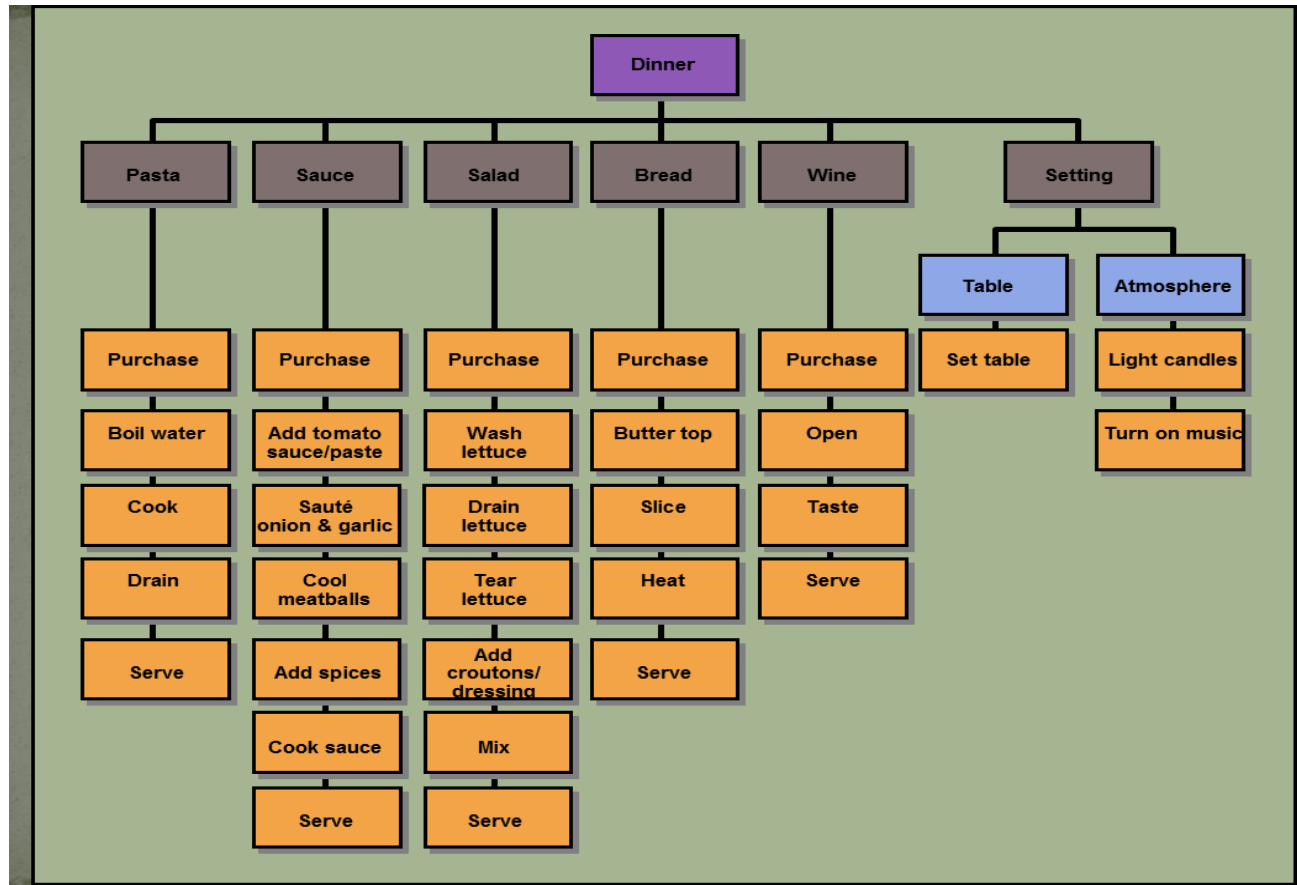 Dinner
Pasta
Sauce
Salad
Bread
Wine
Setting
Table
Atmosphere
Purchase
Purchase
Purchase
Purchase
Purchase
Set table
Light candles
Boil water
Add tomato
sauce/paste
Wash
lettuce
Butter top
Open
Turn on music
Cook
Sauté
onion & garlic
Drain
lettuce
Slice
Taste
Drain
Cool
meatballs
Tear
lettuce
Heat
Serve
Serve
Add spices
Add
croutons/
dressing
Serve
Cook sauce
Mix
Serve
Serve